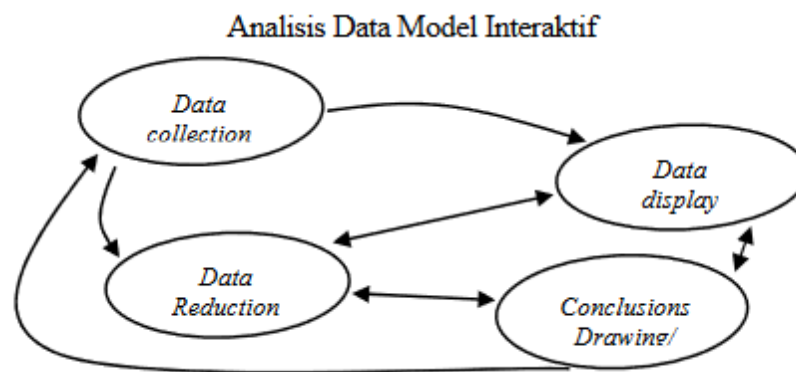 Analisis Data Model Interaktif
Data
collection
Data
display
Data
Reduction
Conclusions
Drawing/